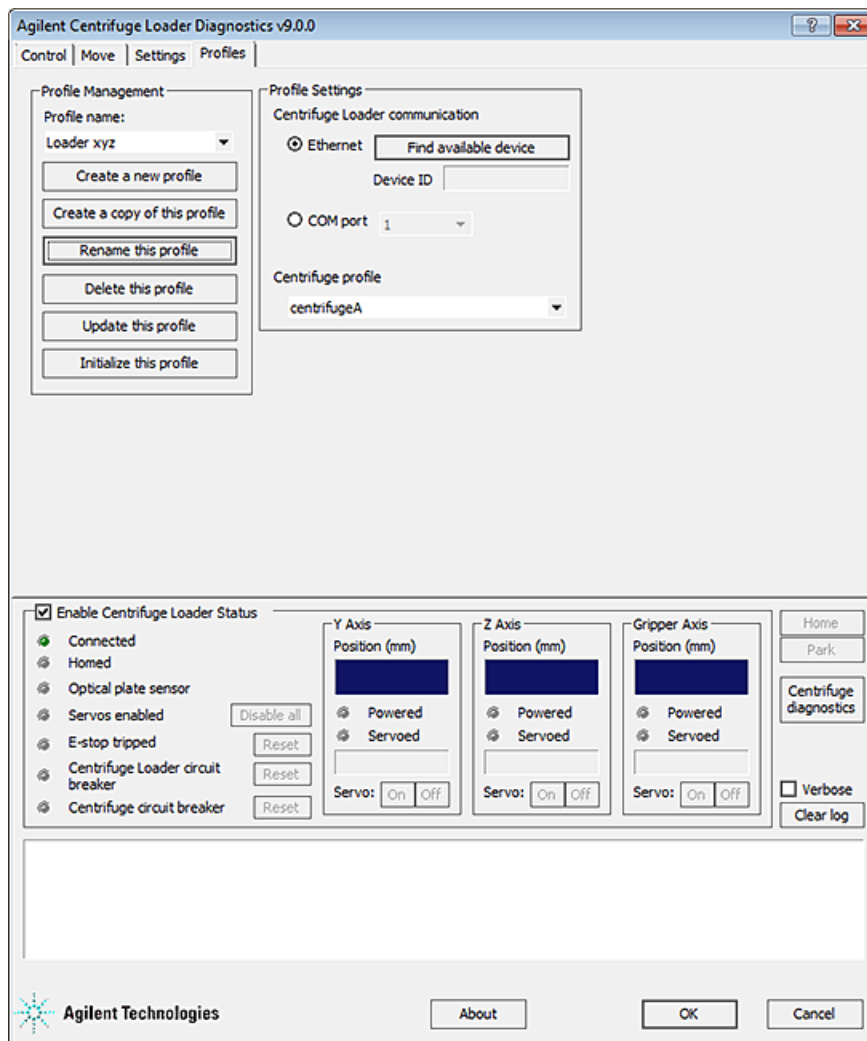 Agilent Centrifuge Loader Diagnostics v9.0.0
Control Move Settings Profiles
Profile Management
Profile name:
Loader xyz
Create a new profile
Create a copy of this profile
Rename this profile
Delete this profile
Update this profile
Initialize this profile
Profile Settings
Centrifuge Loader communication
Ethernet Find available device
Device ID
COM port 1
Centrifuge profile
centrifugeA
Enable Centrifuge Loader Status
Connected
Homed
Optical plate sensor
Servos enabled Disable all
E-stop tripped Reset
Centrifuge Loader circuit
breaker Reset
Centrifuge circuit breaker Reset
Y Axis
Position (mm)
Powered
Servoed
Servo: On Off
Z Axis
Position (mm)
Powered
Servoed
Servo: On Off
Gripper Axis
Position (mm)
Powered
Servoed
Servo: On Off
Home
Park
Centrifuge
diagnostics
Verbose
Clear log
Agilent Technologies About OK Cancel